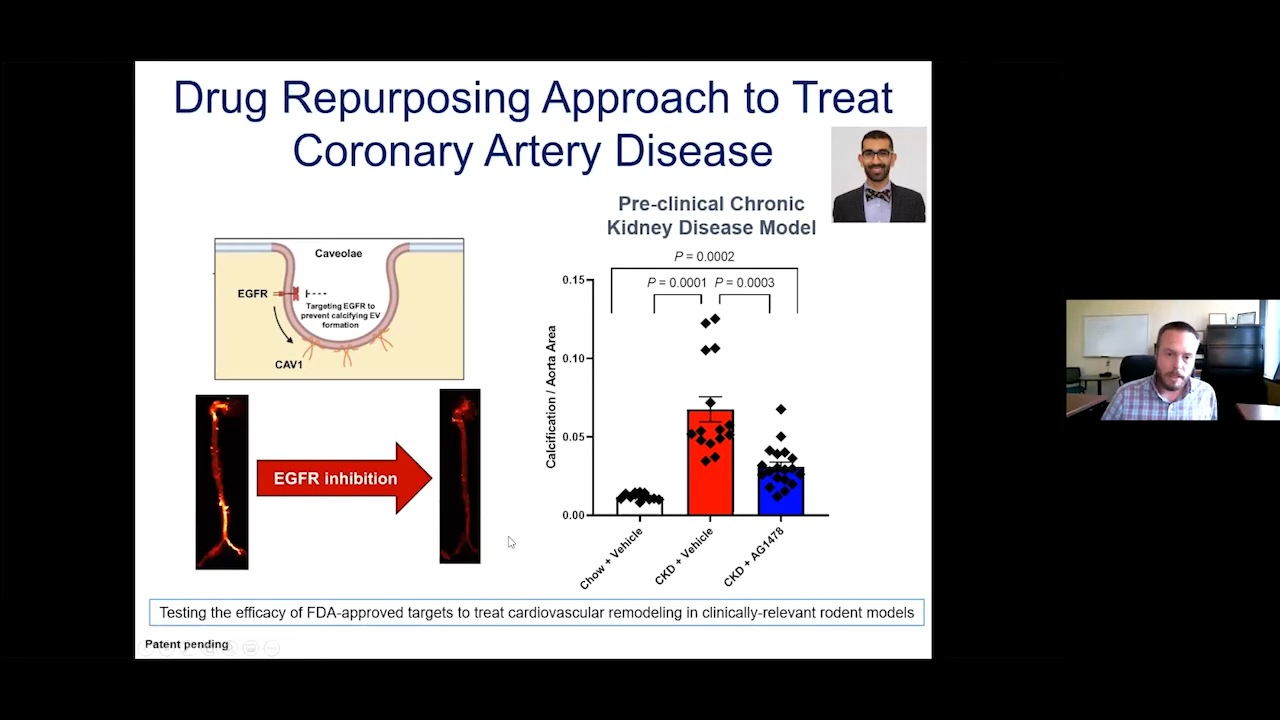 Drug Repurposing Approach to Treat
Coronary Artery Disease
Pre-clinical Chronic
Kidney Disease Model
Caveolae
EGFR
Targeting EGFR to
prevent calcifying EV
formation
CAV1
EGFR inhibition
P = 0.0002
P = 0.0001
P = 0.0003
Calcification / Aorta Area
0.15
0.10
0.05
0.00
Chow + Vehicle
CKD + Vehicle
CKD + AG1478
Testing the efficacy of FDA-approved targets to treat cardiovascular remodeling in clinically-relevant rodent models
Patent pending